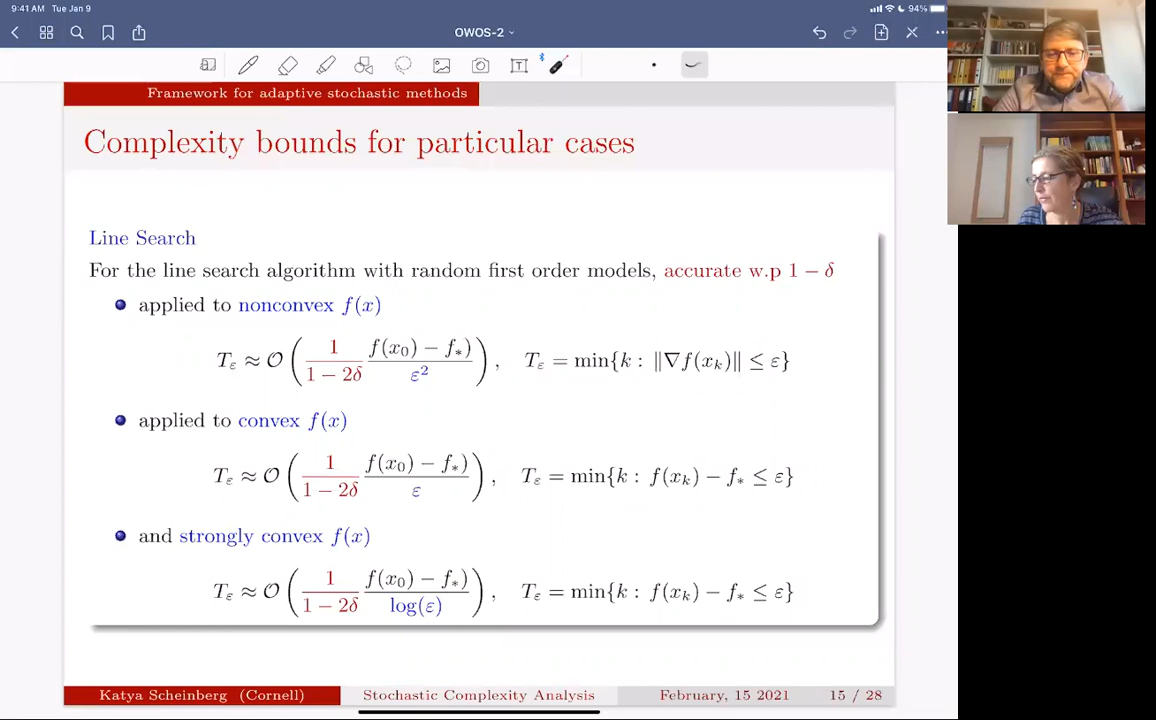 9:41 AM Tue Jan 9
94%
OWOS-2
T
Framework for adaptive stochastic methods
Complexity bounds for particular cases
Line Search
For the line search algorithm with random first order models, accurate w.p 1 − δ
applied to nonconvex f(x)
T_ε ≈ O( 1/(1 − 2δ) (f(x_0) − f_*)/ε² ), T_ε = min{k : ‖∇f(x_k)‖ ≤ ε}
applied to convex f(x)
T_ε ≈ O( 1/(1 − 2δ) (f(x_0) − f_*)/ε ), T_ε = min{k : f(x_k) − f_* ≤ ε}
and strongly convex f(x)
T_ε ≈ O( 1/(1 − 2δ) (f(x_0) − f_*)/log(ε) ), T_ε = min{k : f(x_k) − f_* ≤ ε}
Katya Scheinberg (Cornell) Stochastic Complexity Analysis February, 15 2021 15 / 28